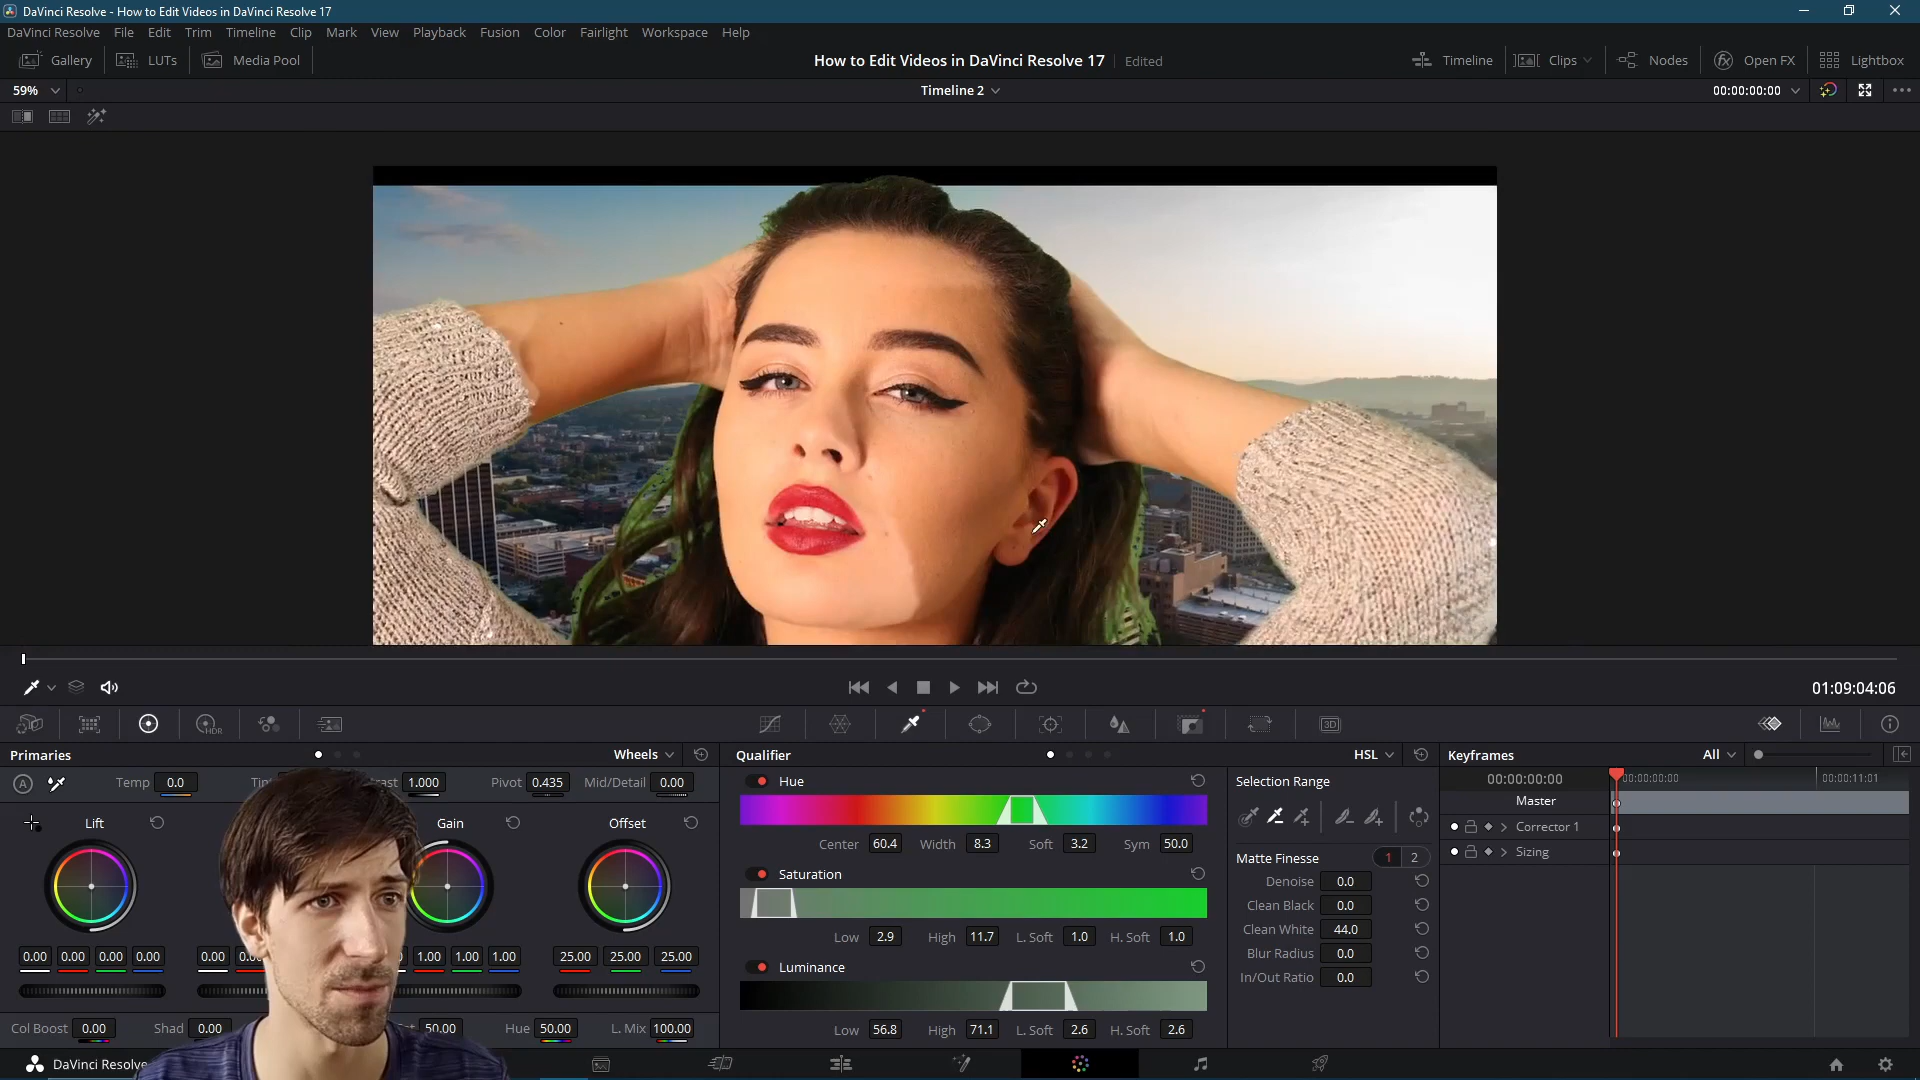 DaVinci Resolve - How to Edit Videos in DaVinci Resolve 17
DaVinci Resolve File Edit Trim Timeline Clip Mark View Playback Fusion Color Fairlight Workspace Help
Gallery LUTs Media Pool How to Edit Videos in DaVinci Resolve 17 Edited Timeline Clips Nodes Open FX Lightbox
59% Timeline 2 00:00:00:00
01:09:04:06
HDR 3D
Primaries Wheels Qualifier HSL Keyframes All
A Temp 0.0 Pivot 0.435 Mid/Detail 0.00 1.000
Hue Selection Range 00:00:00:00 00:00:00:00 00:00:11:01
Master
Lift Gain Offset
Corrector 1
Center 60.4 Width 8.3 Soft 3.2 Sym 50.0
Sizing
Matte Finesse 1 2
Saturation
Denoise 0.0
Clean Black 0.0
Clean White 44.0
Low 2.9 High 11.7 L. Soft 1.0 H. Soft 1.0
Blur Radius 0.0
0.00 0.00 0.00 0.00 0.00 1.00 1.00 1.00 25.00 25.00 25.00
Luminance
In/Out Ratio 0.0
Col Boost 0.00 Shad 0.00 50.00 Hue 50.00 L. Mix 100.00
Low 56.8 High 71.1 L. Soft 2.6 H. Soft 2.6
DaVinci Resolve